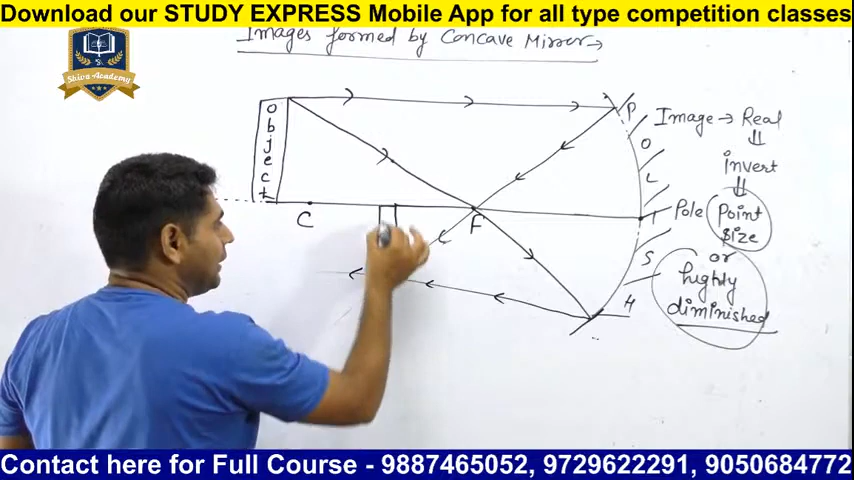 Download our STUDY EXPRESS Mobile App for all type competition classes
Images formed by Concave Mirror
Shiva Academy
Object
C
F
Pole
P
O
L
I
S
H
Image → Real
invert
Point
size
or
highly
diminished
Contact here for Full Course - 9887465052, 9729622291, 9050684772